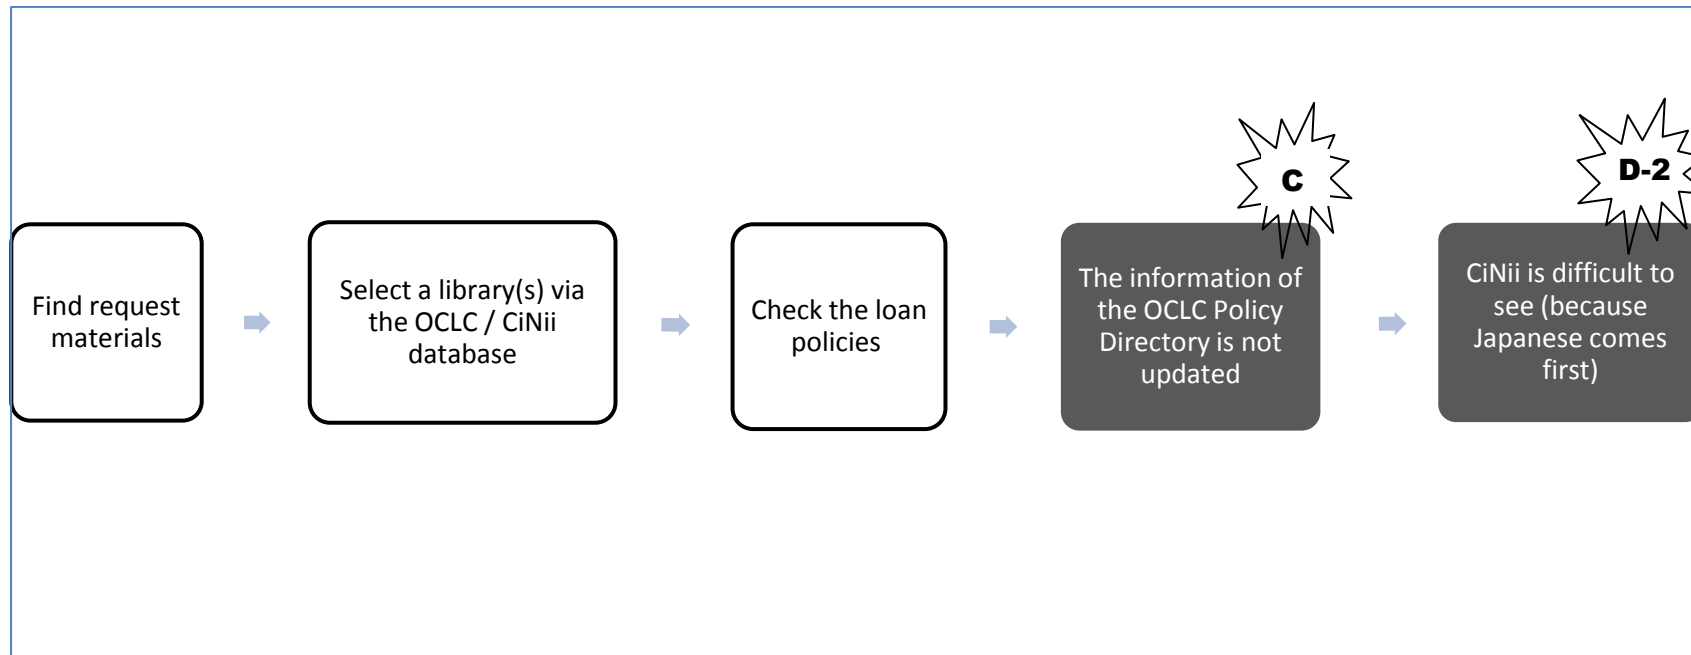 Find request
materials
Select a library(s) via
the OCLC / CiNii
database
Check the loan
policies
C
The information of
the OCLC Policy
Directory is not
updated
D-2
CiNii is difficult to
see (because
Japanese comes
first)